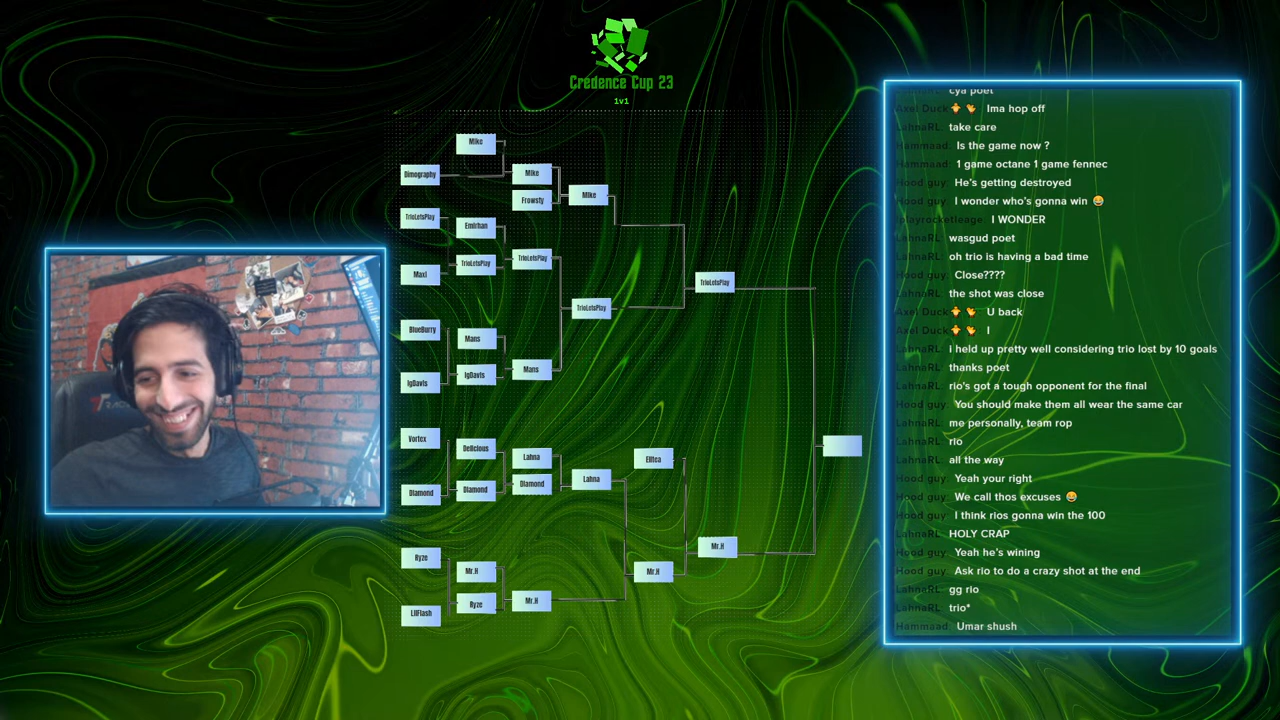 Credence Cup 23
1v1
Mike
Dimography
Mike
Frowsty
Mike
TrioLetsPlay
Emirhan
TrioLetsPlay
TrioLetsPlay
Maxi
TrioLetsPlay
TrioLetsPlay
BlueBurry
Mans
IgDavis
IgDavis
Mans
Vortex
Delicious
Lahna
Elitea
Diamond
Diamond
Diamond
Lahna
Ryze
Mr.H
Mr.H
Mr.H
LilFlash
Ryze
Mr.H
cya poet
Axel Duck Ima hop off
LahnaRL: take care
Hammaad: Is the game now ?
Hammaad: 1 game octane 1 game fennec
Hood guy: He's getting destroyed
Hood guy: I wonder who's gonna win 😄
playrocketleage I WONDER
LahnaRL: wasgud poet
LahnaRL: oh trio is having a bad time
Hood guy: Close????
LahnaRL: the shot was close
Axel Duck U back
Axel Duck I
LahnaRL: i held up pretty well considering trio lost by 10 goals
LahnaRL: thanks poet
LahnaRL: rio's got a tough opponent for the final
Hood guy: You should make them all wear the same car
LahnaRL: me personally, team rop
LahnaRL: rio
LahnaRL: all the way
Hood guy: Yeah your right
Hood guy: We call thos excuses 😄
Hood guy: I think rios gonna win the 100
LahnaRL: HOLY CRAP
Hood guy: Yeah he's wining
Hood guy: Ask rio to do a crazy shot at the end
LahnaRL: gg rio
LahnaRL: trio*
Hammaad: Umar shush